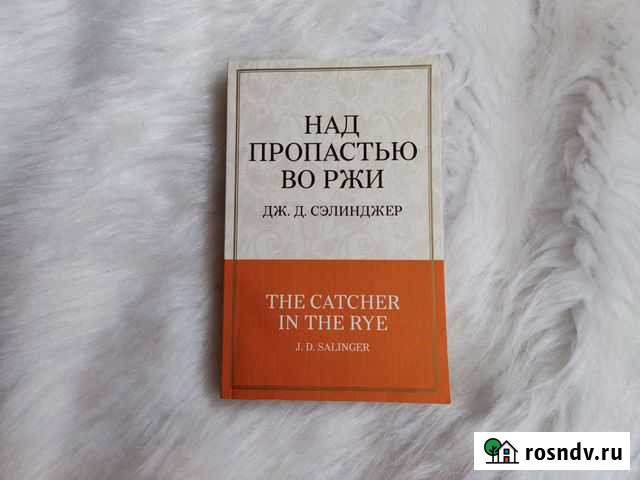 НАД
ПРОПАСТЬЮ
ВО РЖИ
ДЖ. Д. СЭЛИНДЖЕР
THE CATCHER
IN THE RYE
J. D. SALINGER
rosndv.ru